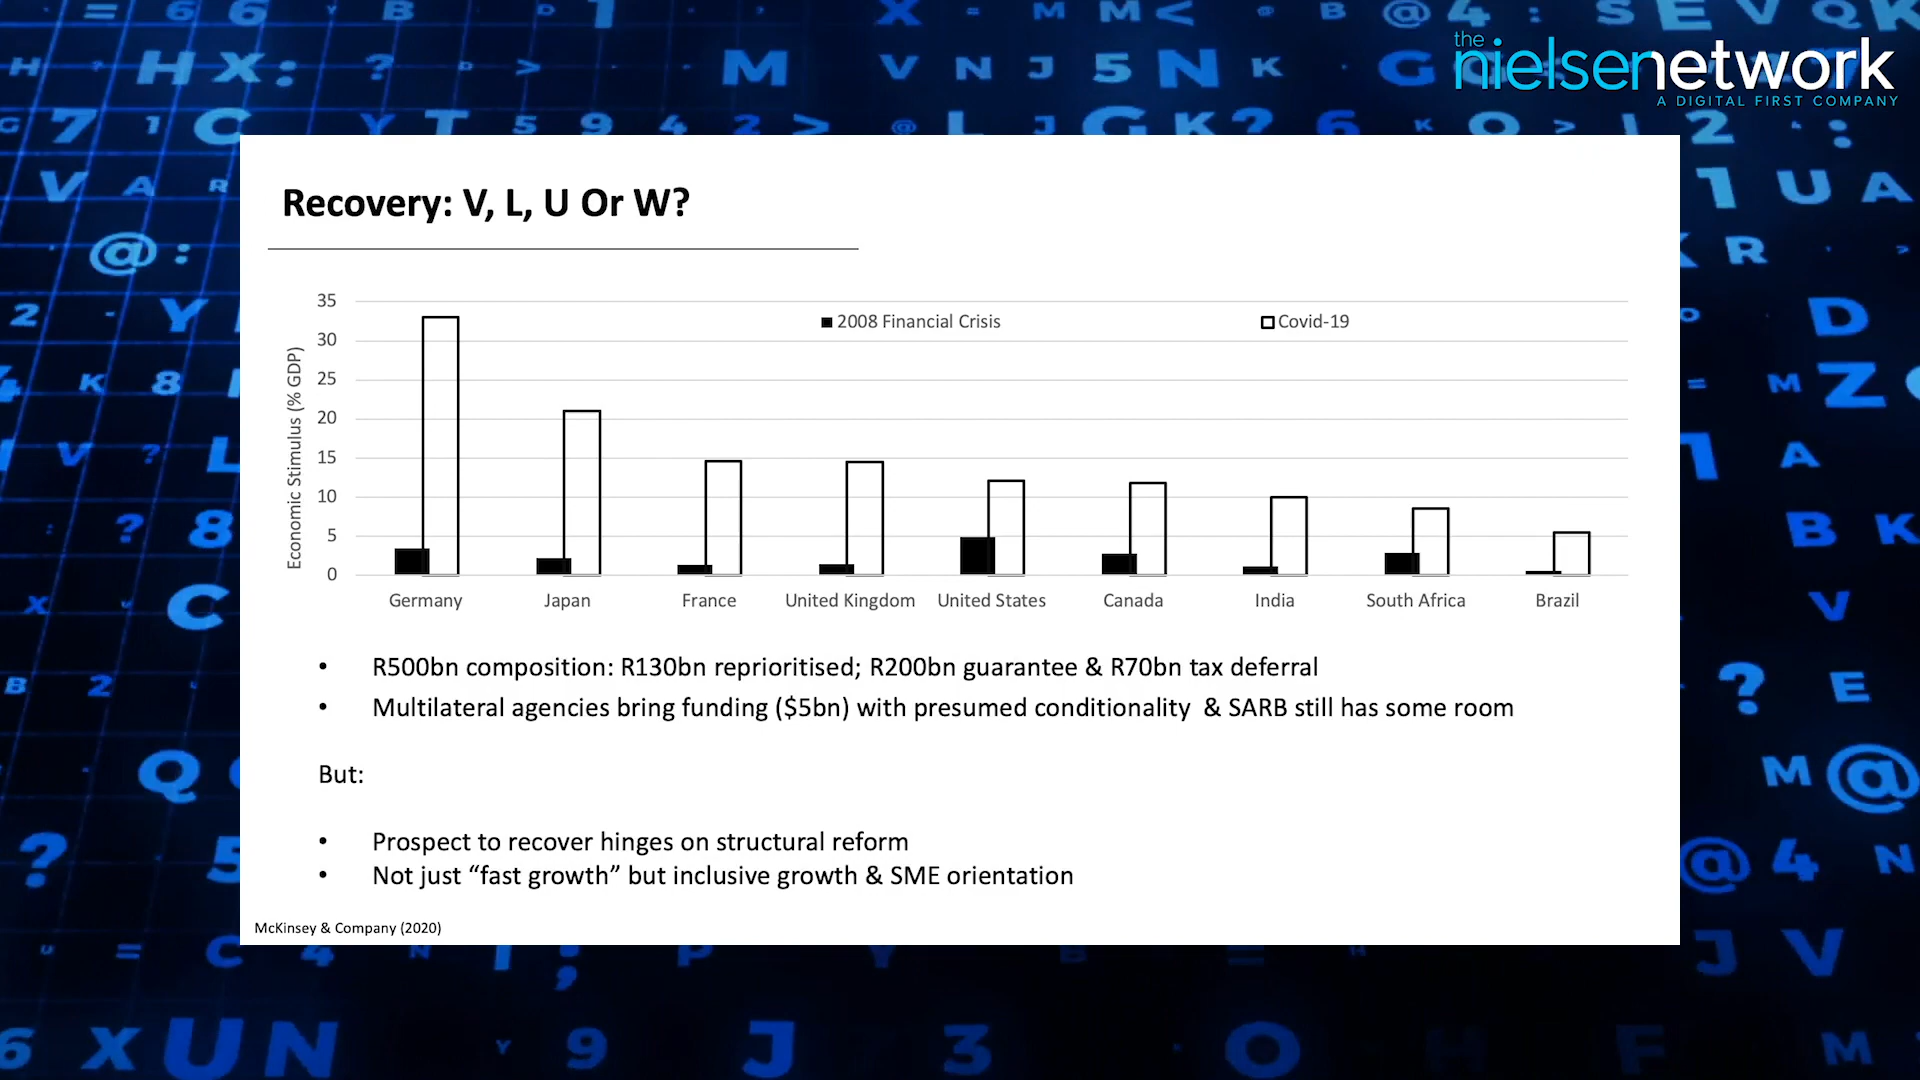 the
nielsenetwork
A DIGITAL FIRST COMPANY
Recovery: V, L, U Or W?
35
30
25
20
15
10
5
0
Economic Stimulus (% GDP)
2008 Financial Crisis
Covid-19
Germany Japan France United Kingdom United States Canada India South Africa Brazil
• R500bn composition: R130bn reprioritised; R200bn guarantee & R70bn tax deferral
• Multilateral agencies bring funding ($5bn) with presumed conditionality & SARB still has some room
But:
• Prospect to recover hinges on structural reform
• Not just “fast growth” but inclusive growth & SME orientation
McKinsey & Company (2020)